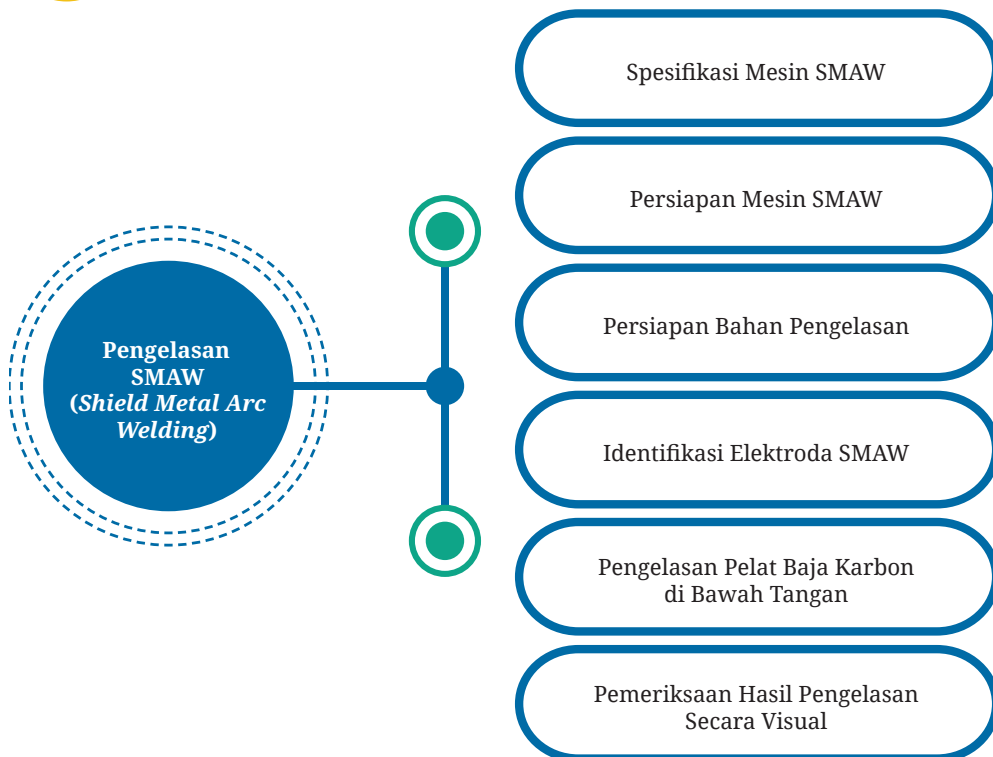 Pengelasan
SMAW
(Shield Metal Arc
Welding)
Spesifikasi Mesin SMAW
Persiapan Mesin SMAW
Persiapan Bahan Pengelasan
Identifikasi Elektroda SMAW
Pengelasan Pelat Baja Karbon
di Bawah Tangan
Pemeriksaan Hasil Pengelasan
Secara Visual